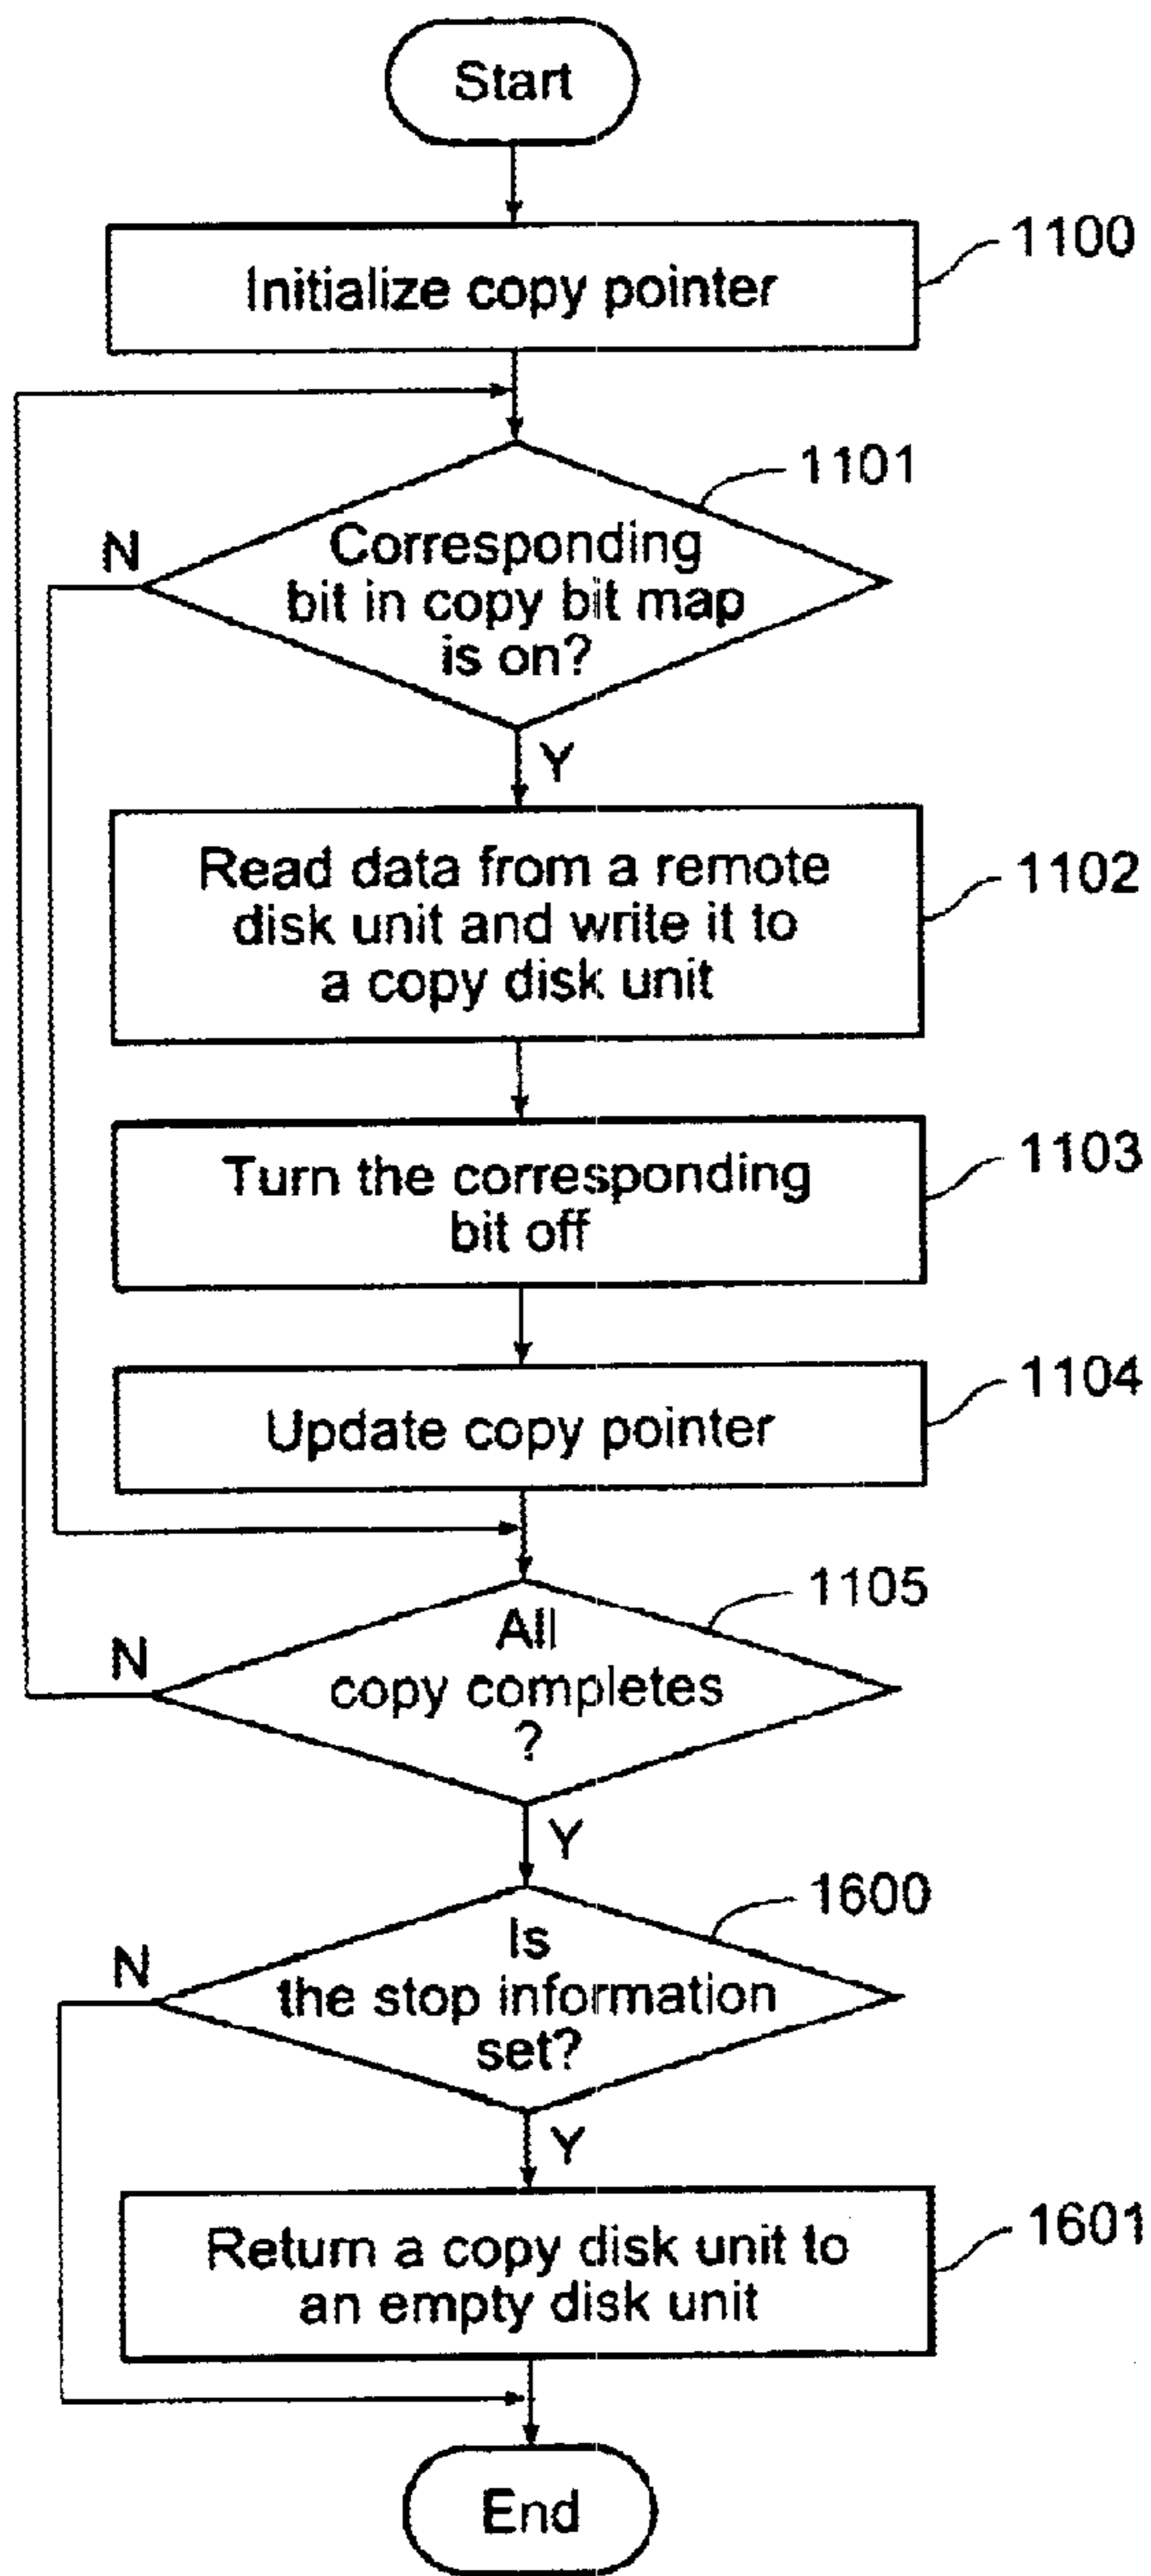 Start
1100
Initialize copy pointer
1101
N
Corresponding
bit in copy bit map
is on?
Y
Read data from a remote
disk unit and write it to
a copy disk unit
1102
Turn the corresponding
bit off
1103
Update copy pointer
1104
1105
N
All
copy completes
?
Y
1600
N
Is
the stop information
set?
Y
Return a copy disk unit to
an empty disk unit
1601
End